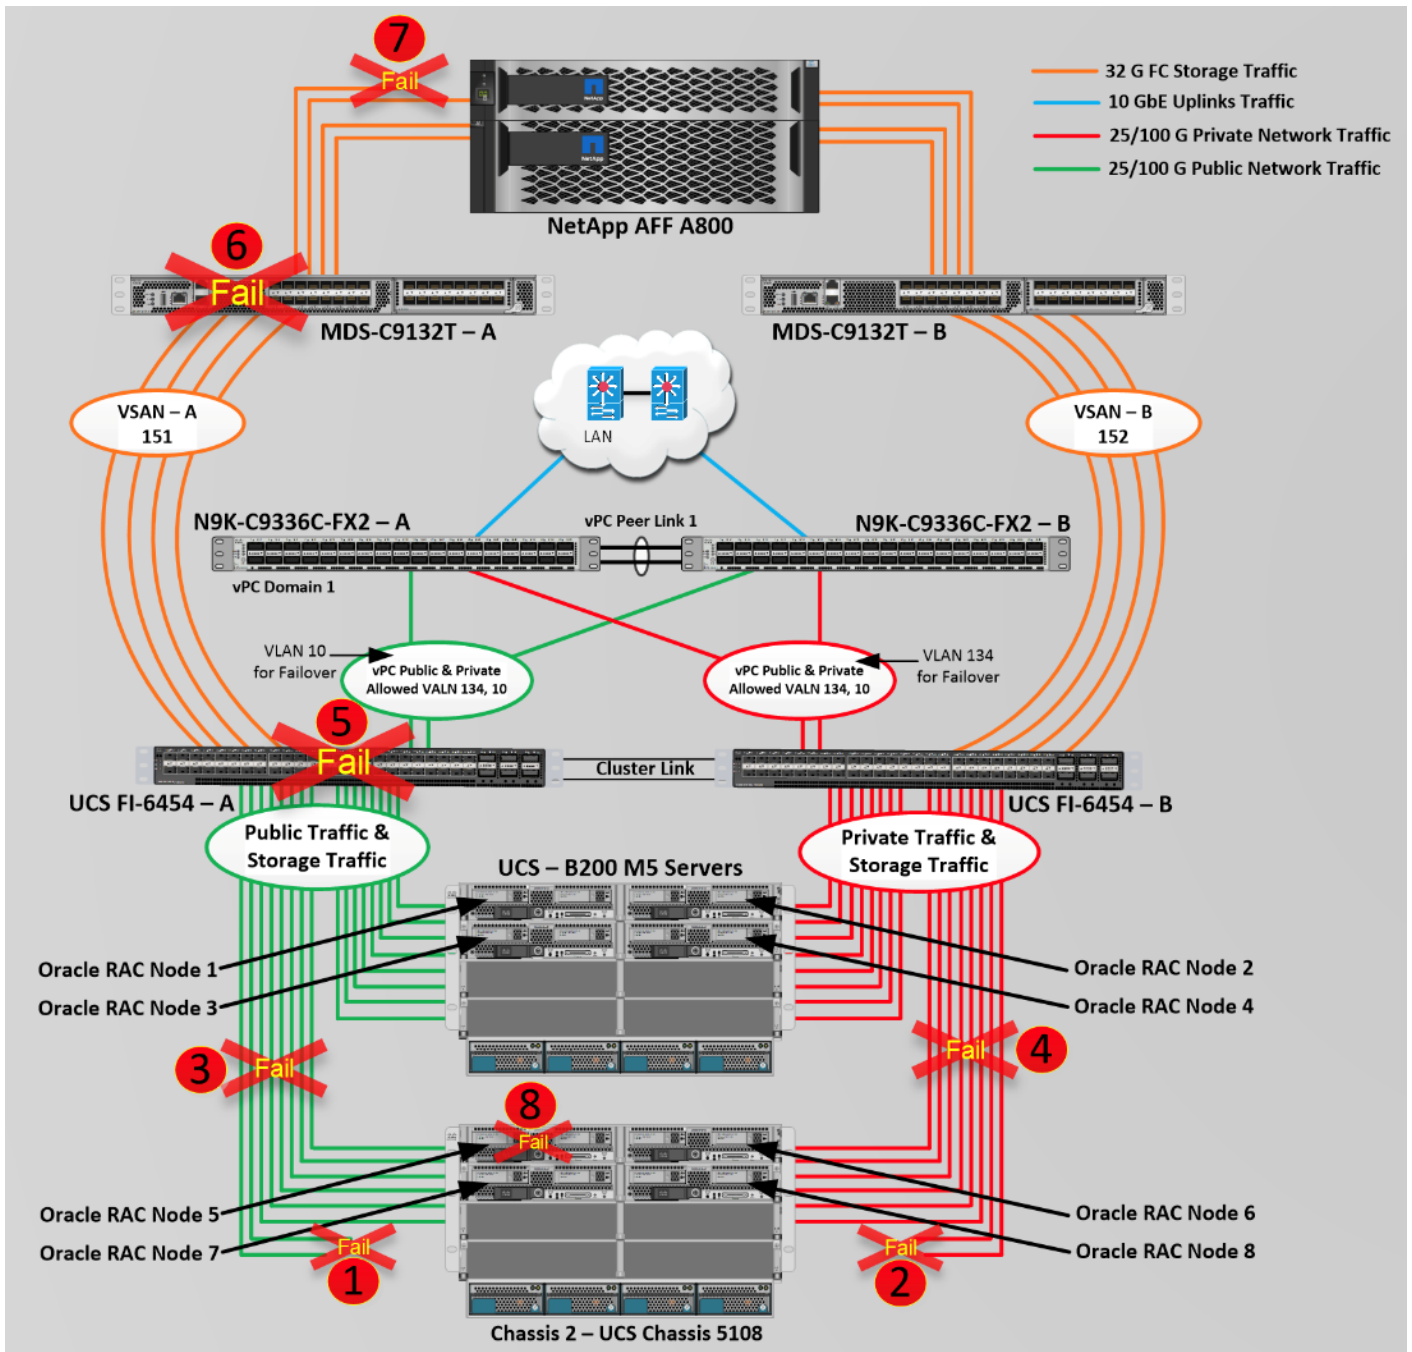 7
Fail
32 G FC Storage Traffic
10 GbE Uplinks Traffic
25/100 G Private Network Traffic
25/100 G Public Network Traffic
NetApp
NetApp
NetApp AFF A800
6
Fail
MDS-C9132T – A
MDS-C9132T – B
VSAN – A
151
VSAN – B
152
LAN
N9K-C9336C-FX2 – A
vPC Peer Link 1
N9K-C9336C-FX2 – B
vPC Domain 1
VLAN 10
for Failover
vPC Public & Private
Allowed VALN 134, 10
vPC Public & Private
Allowed VALN 134, 10
VLAN 134
for Failover
5
Fail
Cluster Link
UCS FI-6454 – A
UCS FI-6454 – B
Public Traffic &
Storage Traffic
Private Traffic &
Storage Traffic
UCS – B200 M5 Servers
Oracle RAC Node 1
Oracle RAC Node 3
Oracle RAC Node 2
Oracle RAC Node 4
3
Fail
Fail
4
8
Fail
Oracle RAC Node 5
Oracle RAC Node 7
Oracle RAC Node 6
Oracle RAC Node 8
Fail
1
Fail
2
Chassis 2 – UCS Chassis 5108